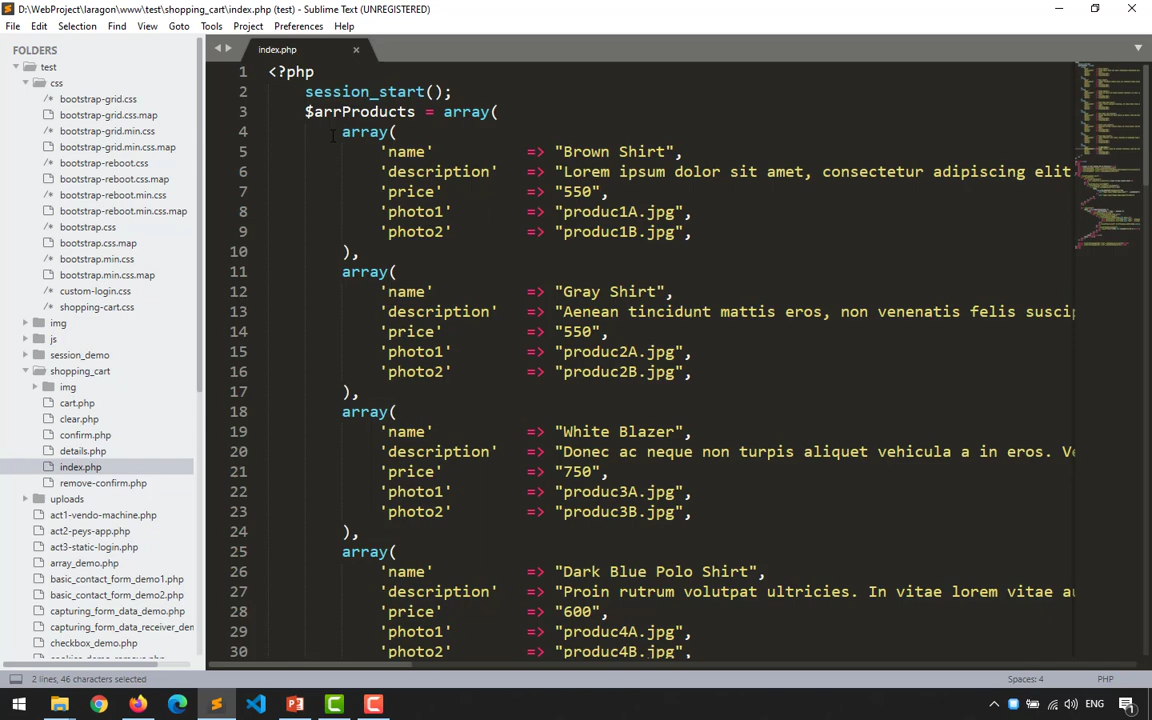 D:\WebProject\laragon\www\test\shopping_cart\index.php (test) - Sublime Text (UNREGISTERED)
File Edit Selection Find View Goto Tools Project Preferences Help
FOLDERS
test
css
/* bootstrap-grid.css
bootstrap-grid.css.map
/* bootstrap-grid.min.css
bootstrap-grid.min.css.map
/* bootstrap-reboot.css
bootstrap-reboot.css.map
/* bootstrap-reboot.min.css
bootstrap-reboot.min.css.map
/* bootstrap.css
bootstrap.css.map
/* bootstrap.min.css
bootstrap.min.css.map
/* custom-login.css
/* shopping-cart.css
img
js
session_demo
shopping_cart
img
cart.php
clear.php
confirm.php
details.php
index.php
remove-confirm.php
uploads
act1-vendo-machine.php
act2-peys-app.php
act3-static-login.php
array_demo.php
basic_contact_form_demo1.php
basic_contact_form_demo2.php
capturing_form_data_demo.php
capturing_form_data_receiver_den
checkbox_demo.php
index.php
1 <?php
2 session_start();
3 $arrProducts = array(
4 array(
5 'name' => "Brown Shirt",
6 'description' => "Lorem ipsum dolor sit amet, consectetur adipiscing elit
7 'price' => "550",
8 'photo1' => "produc1A.jpg",
9 'photo2' => "produc1B.jpg",
10 ),
11 array(
12 'name' => "Gray Shirt",
13 'description' => "Aenean tincidunt mattis eros, non venenatis felis susci
14 'price' => "550",
15 'photo1' => "produc2A.jpg",
16 'photo2' => "produc2B.jpg",
17 ),
18 array(
19 'name' => "White Blazer",
20 'description' => "Donec ac neque non turpis aliquet vehicula a in eros. Ve
21 'price' => "750",
22 'photo1' => "produc3A.jpg",
23 'photo2' => "produc3B.jpg",
24 ),
25 array(
26 'name' => "Dark Blue Polo Shirt",
27 'description' => "Proin rutrum volutpat ultricies. In vitae lorem vitae au
28 'price' => "600",
29 'photo1' => "produc4A.jpg",
30 'photo2' => "produc4B.jpg",
2 lines, 46 characters selected
Spaces: 4
PHP
ENG
1